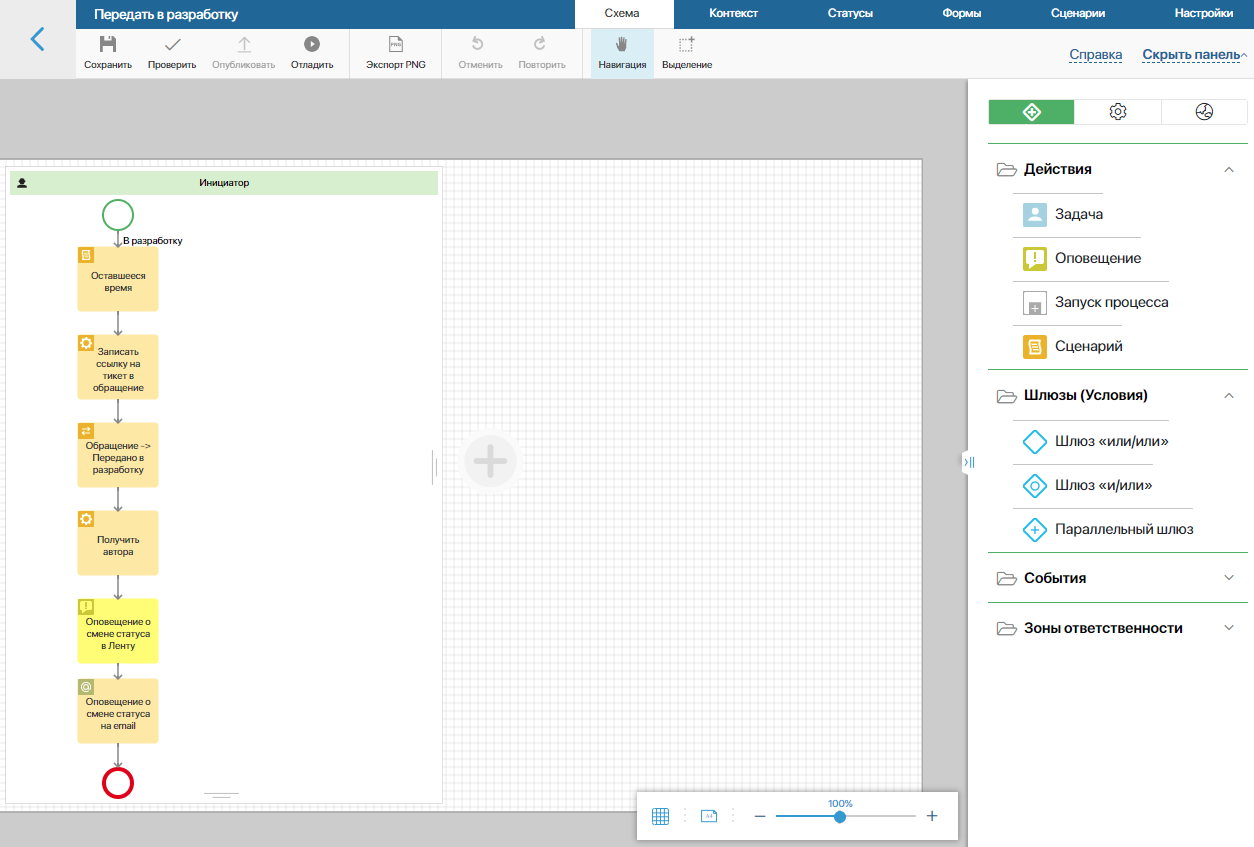 Передать в разработку
Схема
Контекст
Статусы
Формы
Сценарии
Настройки
Сохранить
Проверить
Опубликовать
Отладить
Экспорт PNG
Отменить
Повторить
Навигация
Выделение
Справка
Скрыть панель
Инициатор
В разработку
Оставшееся
время
Записать
ссылку на
тикет в
обращение
Обращение ->
Передано в
разработку
Получить
автора
Оповещение о
смене статуса
в Ленту
Оповещение о
смене статуса
на email
Действия
Задача
Оповещение
Запуск процесса
Сценарий
Шлюзы (Условия)
Шлюз «или/или»
Шлюз «и/или»
Параллельный шлюз
События
Зоны ответственности
100%